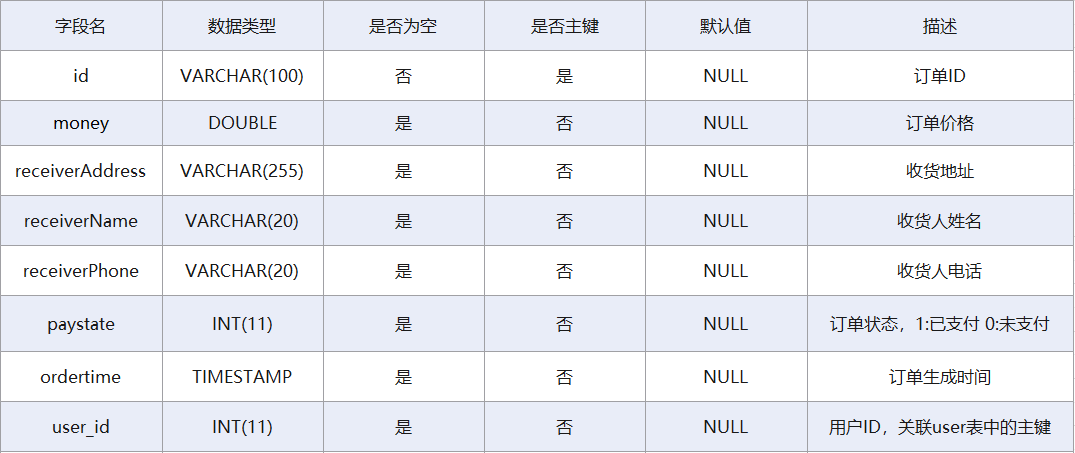 字段名 数据类型 是否为空 是否主键 默认值 描述
id VARCHAR(100) 否 是 NULL 订单ID
money DOUBLE 是 否 NULL 订单价格
receiverAddress VARCHAR(255) 是 否 NULL 收货地址
receiverName VARCHAR(20) 是 否 NULL 收货人姓名
receiverPhone VARCHAR(20) 是 否 NULL 收货人电话
paystate INT(11) 是 否 NULL 订单状态，1:已支付 0:未支付
ordertime TIMESTAMP 是 否 NULL 订单生成时间
user_id INT(11) 是 否 NULL 用户ID，关联user表中的主键